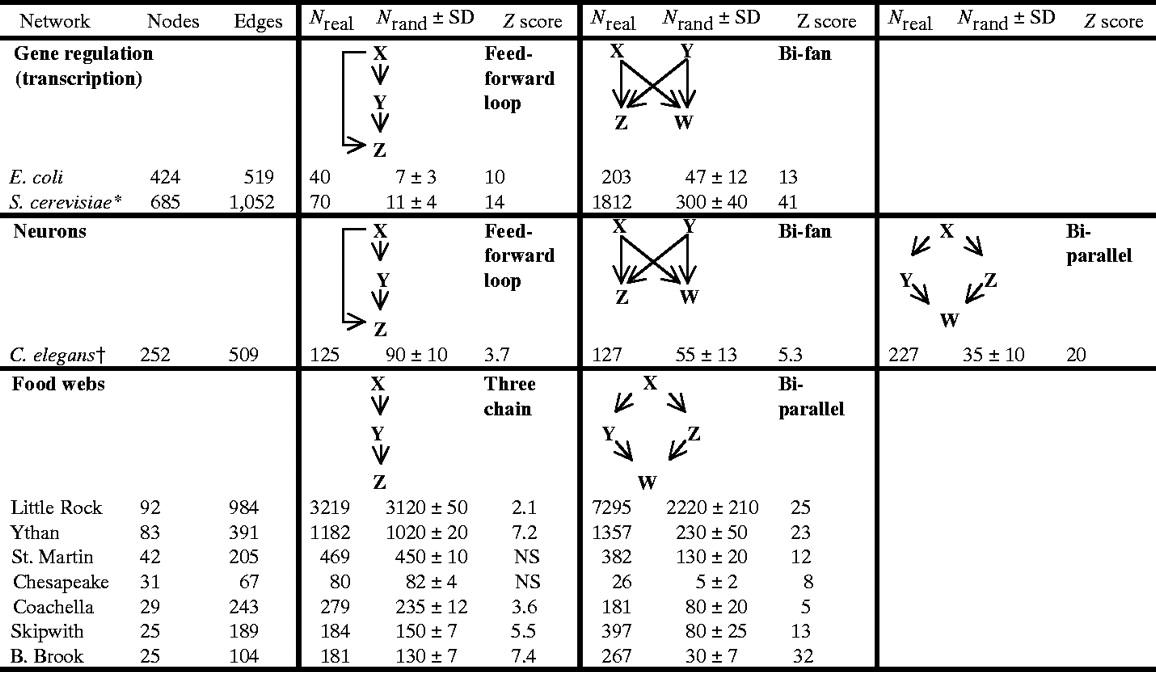 Network Nodes Edges Nreal Nrand ± SD Z score Nreal Nrand ± SD Z score Nreal Nrand ± SD Z score
Gene regulation X Feed- X Y Bi-fan
(transcription) forward
Y loop
Z W
Z
E. coli 424 519 40 7 ± 3 10 203 47 ± 12 13
S. cerevisiae* 685 1,052 70 11 ± 4 14 1812 300 ± 40 41
Neurons X Feed- X Y Bi-fan X Bi-
forward parallel
Y loop Y Z
Z W
W
Z
C. elegans† 252 509 125 90 ± 10 3.7 127 55 ± 13 5.3 227 35 ± 10 20
Food webs X Three X Bi-
chain parallel
Y Y Z
Z W
Little Rock 92 984 3219 3120 ± 50 2.1 7295 2220 ± 210 25
Ythan 83 391 1182 1020 ± 20 7.2 1357 230 ± 50 23
St. Martin 42 205 469 450 ± 10 NS 382 130 ± 20 12
Chesapeake 31 67 80 82 ± 4 NS 26 5 ± 2 8
Coachella 29 243 279 235 ± 12 3.6 181 80 ± 20 5
Skipwith 25 189 184 150 ± 7 5.5 397 80 ± 25 13
B. Brook 25 104 181 130 ± 7 7.4 267 30 ± 7 32